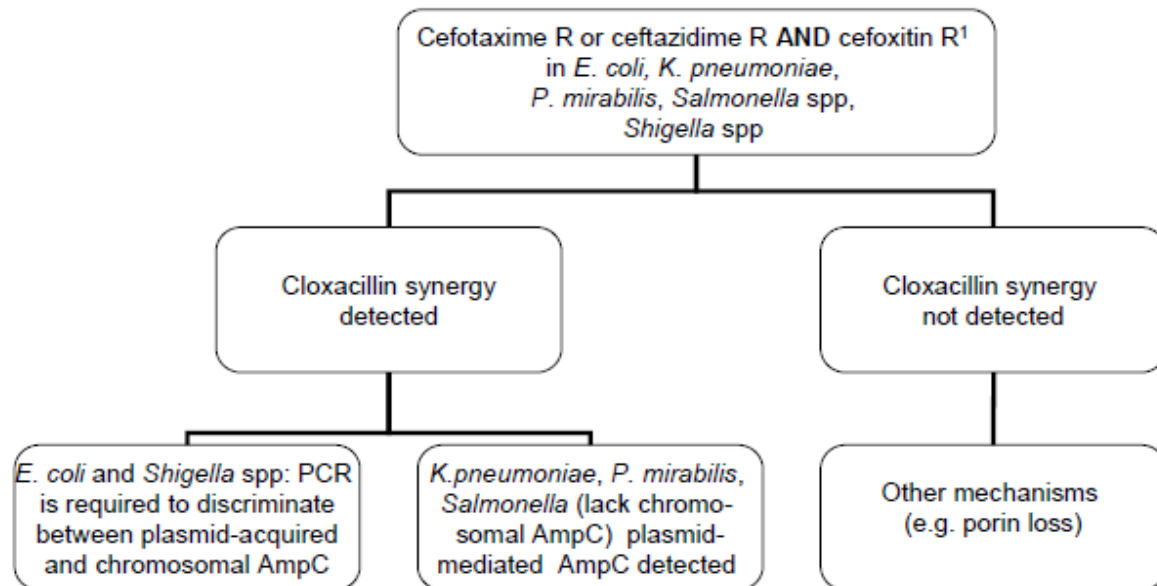 Cefotaxime R or ceftazidime R AND cefoxitin R¹
in E. coli, K. pneumoniae,
P. mirabilis, Salmonella spp,
Shigella spp
Cloxacillin synergy
detected
Cloxacillin synergy
not detected
E. coli and Shigella spp: PCR
is required to discriminate
between plasmid-acquired
and chromosomal AmpC
K.pneumoniae, P. mirabilis,
Salmonella (lack chromo-
somal AmpC) plasmid-
mediated AmpC detected
Other mechanisms
(e.g. porin loss)